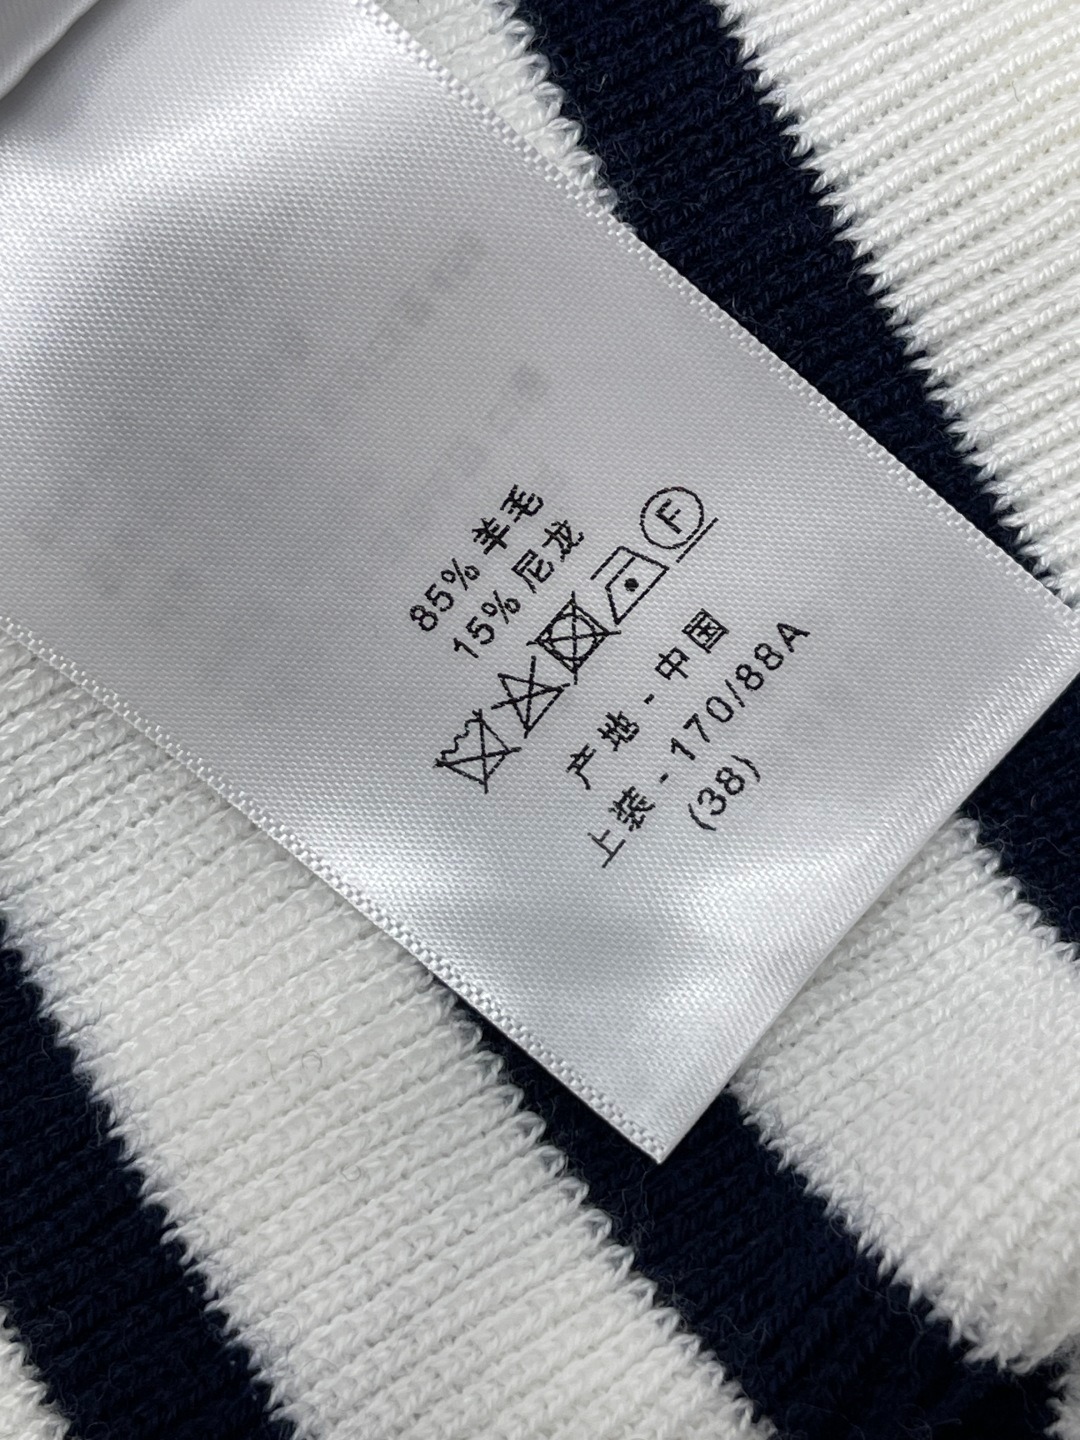 85% 羊毛
15% 尼龙
F
产地 - 中国
上装 - 170/88A
(38)